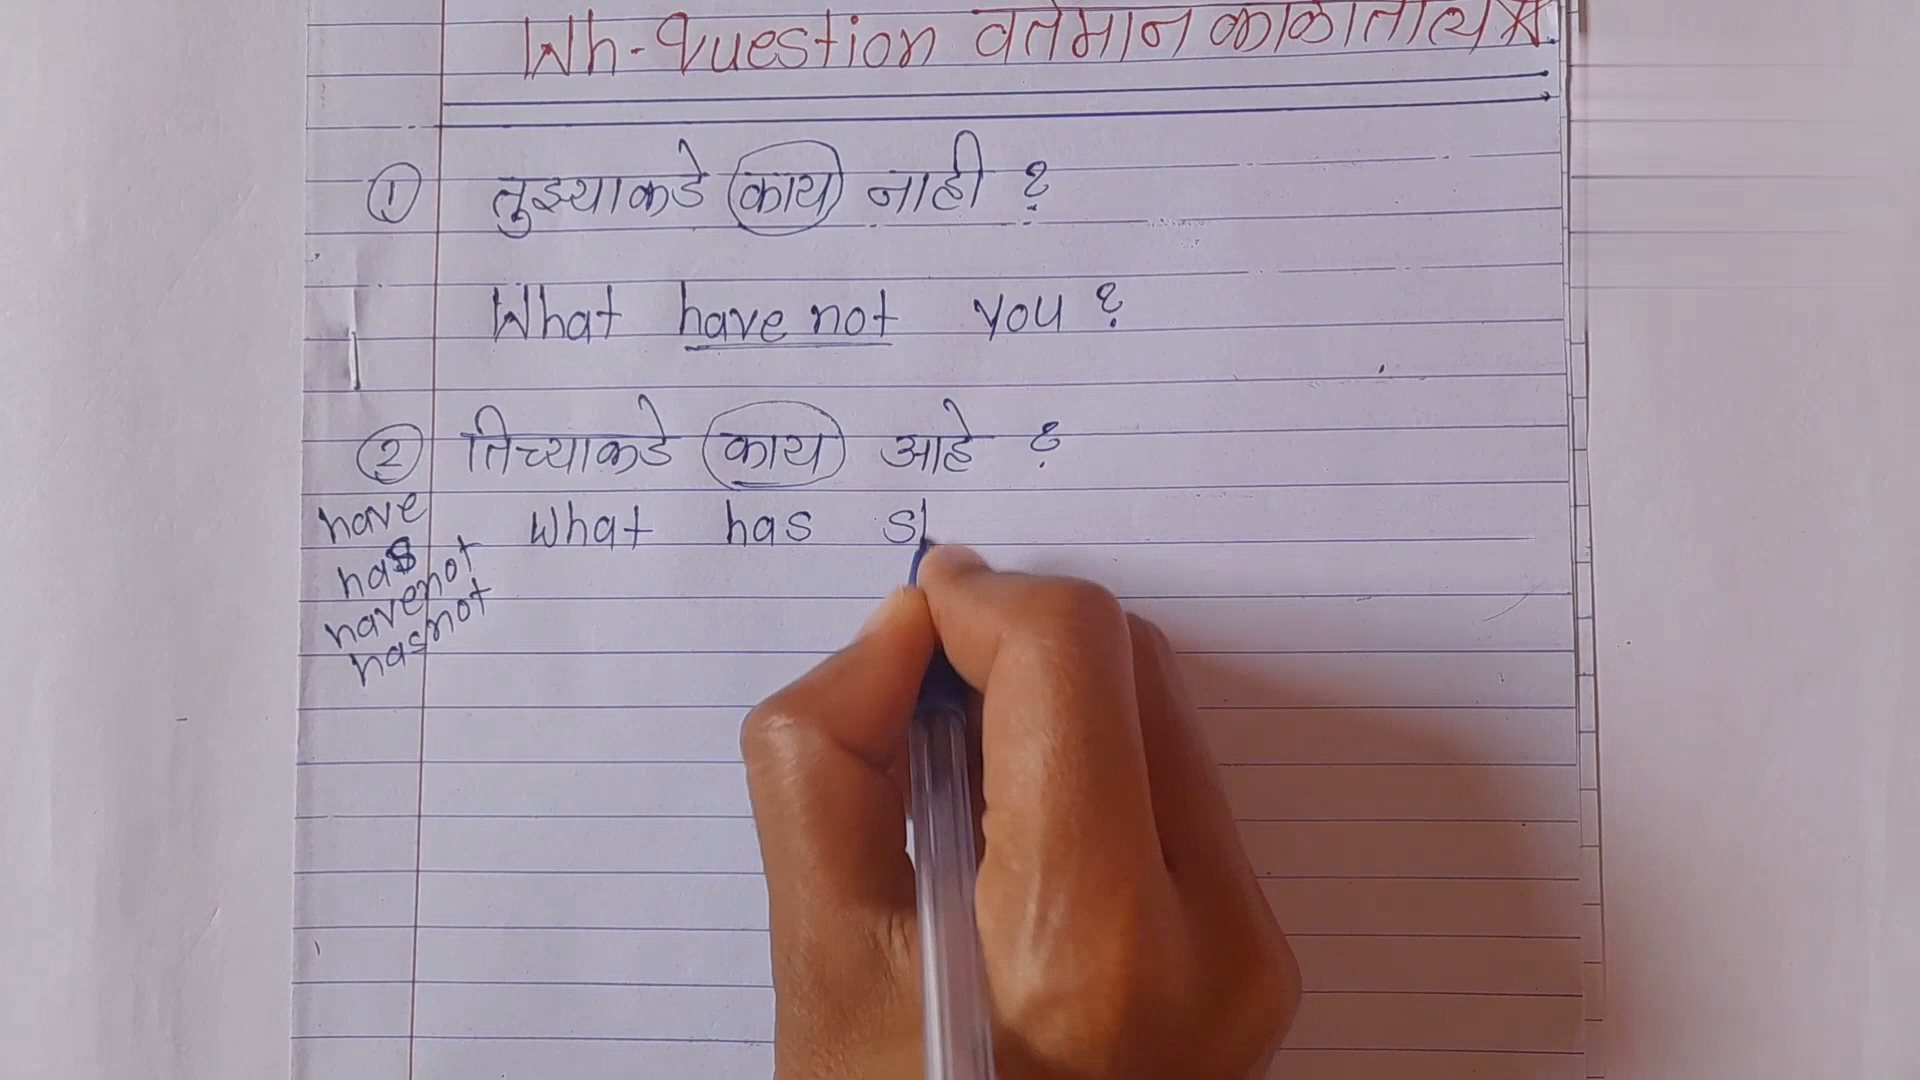 Wh-Question वर्तमान काळातील
① तुझ्याकडे काय नाही ?
What have not you ?
② तिच्याकडे काय आहे ?
What has s
have
has
have not
has not